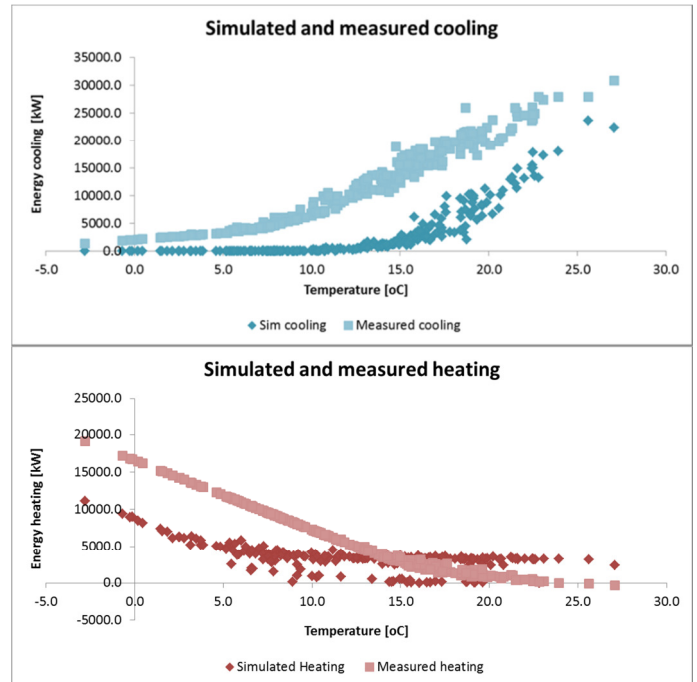 Simulated and measured cooling
35000.0
30000.0
25000.0
20000.0
15000.0
10000.0
5000.0
0.0
Energy cooling [kW]
-5.0 0.0 5.0 10.0 15.0 20.0 25.0 30.0
Temperature [oC]
Sim cooling Measured cooling
Simulated and measured heating
25000.0
20000.0
15000.0
10000.0
5000.0
0.0
-5000.0
Energy heating [kW]
-5.0 0.0 5.0 10.0 15.0 20.0 25.0 30.0
Temperature [oC]
Simulated Heating Measured heating